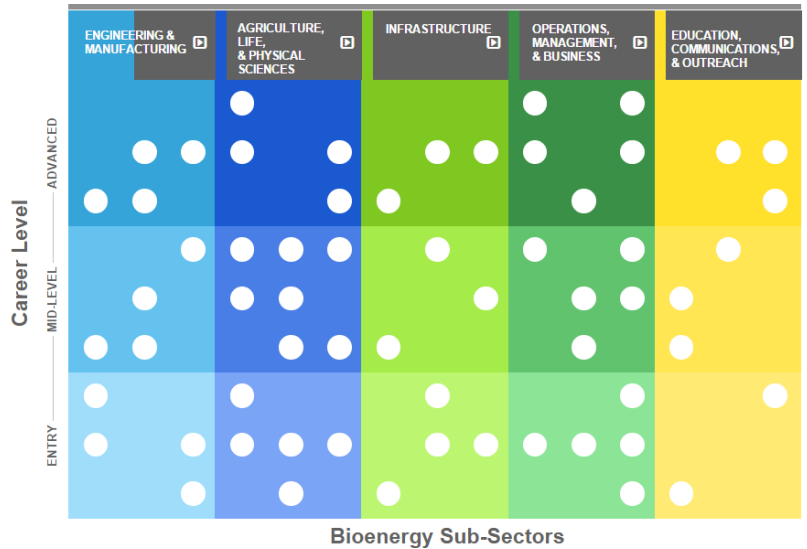 ENGINEERING &
MANUFACTURING
AGRICULTURE,
LIFE,
& PHYSICAL
SCIENCES
INFRASTRUCTURE
OPERATIONS,
MANAGEMENT,
& BUSINESS
EDUCATION,
COMMUNICATIONS,
& OUTREACH
Career Level
ADVANCED
MID-LEVEL
ENTRY
Bioenergy Sub-Sectors